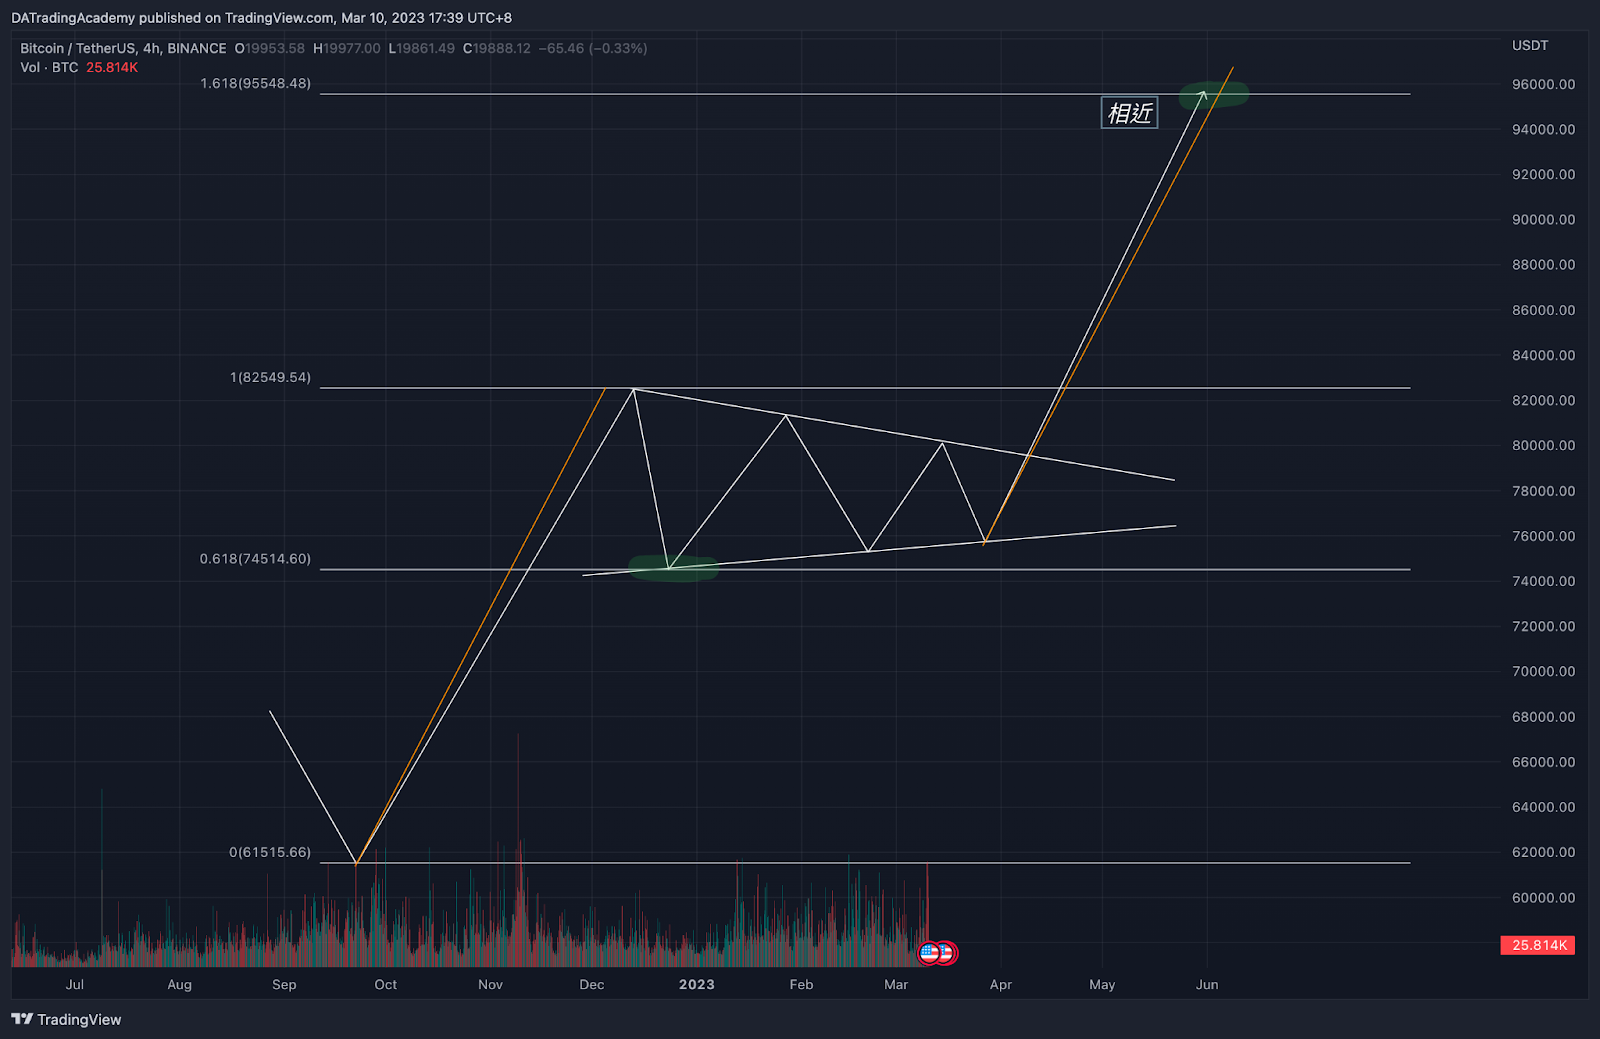 DATradingAcademy published on TradingView.com, Mar 10, 2023 17:39 UTC+8
Bitcoin / TetherUS, 4h, BINANCE O19953.58 H19977.00 L19861.49 C19888.12 −65.46 (−0.33%)
Vol · BTC 25.814K
USDT
1.618(95548.48)
相近
1(82549.54)
0.618(74514.60)
0(61515.66)
96000.00
94000.00
92000.00
90000.00
88000.00
86000.00
84000.00
82000.00
80000.00
78000.00
76000.00
74000.00
72000.00
70000.00
68000.00
66000.00
64000.00
62000.00
60000.00
25.814K
Jul Aug Sep Oct Nov Dec 2023 Feb Mar Apr May Jun
TradingView